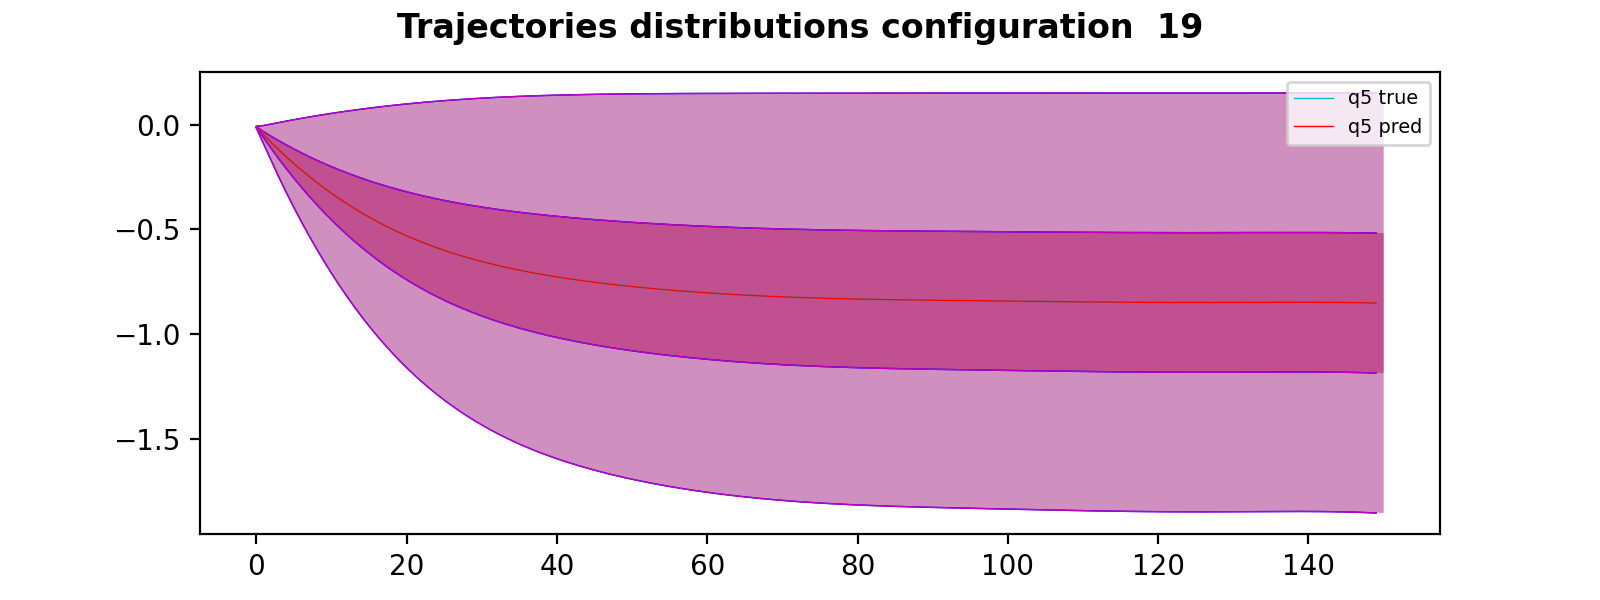 Trajectories distributions configuration  19
q5 true
q5 pred
0.0
−0.5
−1.0
−1.5
0 20 40 60 80 100 120 140